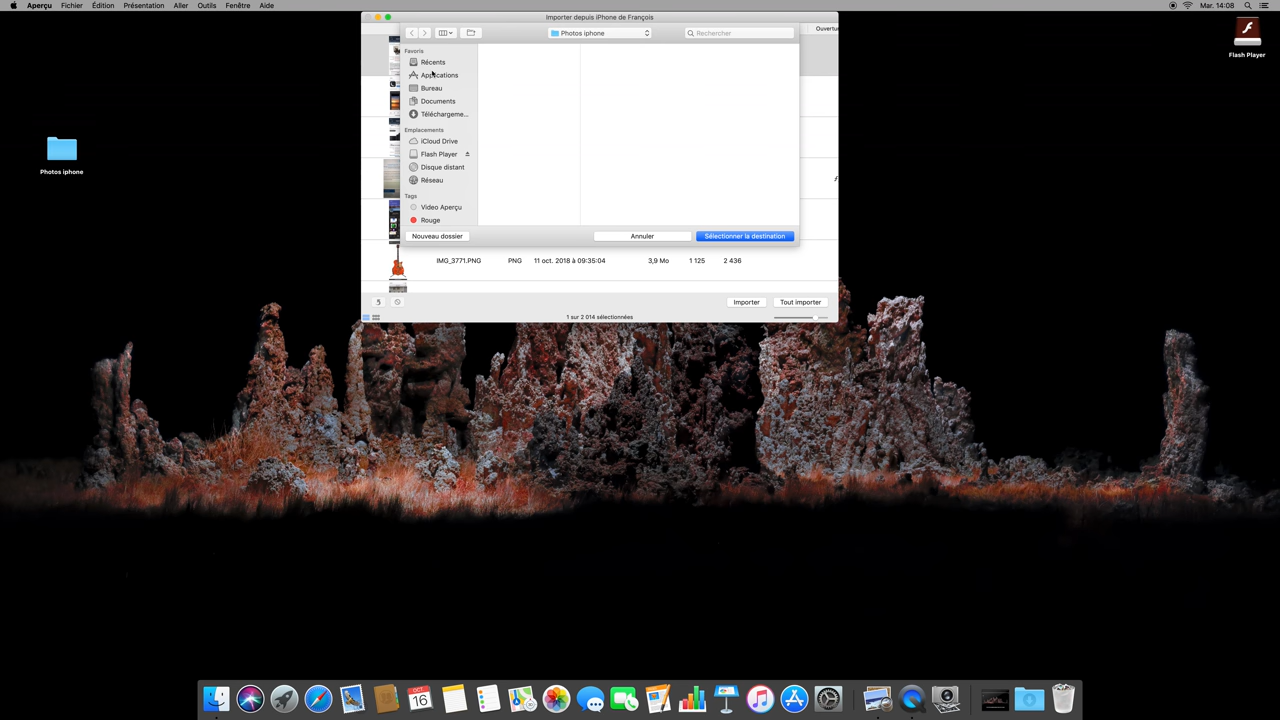 Aperçu Fichier Édition Présentation Aller Outils Fenêtre Aide Mar. 14:08
Importer depuis iPhone de François
Photos iphone Rechercher Ouvertu
Favoris
Récents
Applications
Bureau
Documents
Téléchargeme...
Emplacements
iCloud Drive
Flash Player
Disque distant
Réseau
Tags
Video Aperçu
Rouge
Nouveau dossier Annuler Sélectionner la destination
IMG_3771.PNG PNG 11 oct. 2018 à 09:35:04 3,9 Mo 1 125 2 436
Importer Tout importer
1 sur 2 014 sélectionnées
Photos iphone
Flash Player
OCT
16